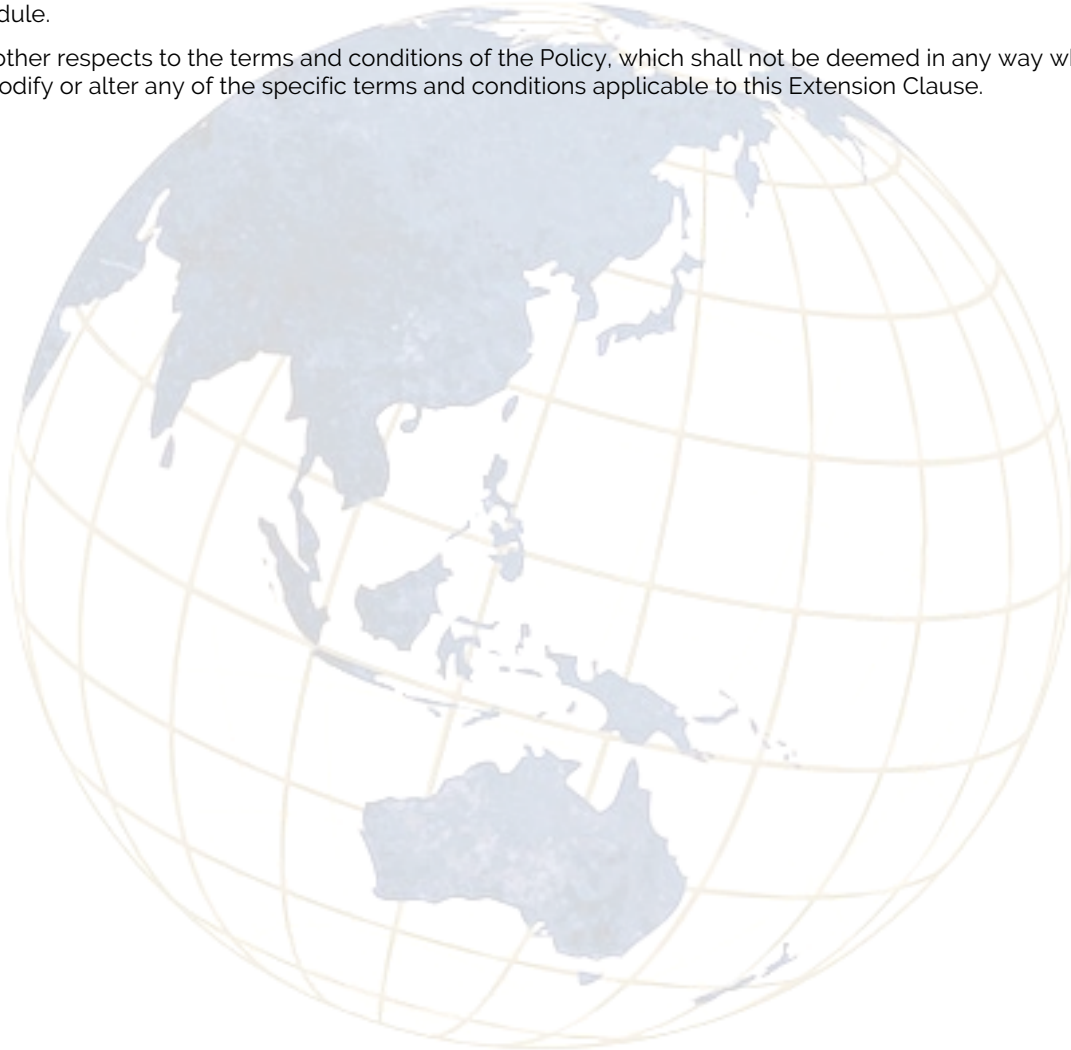 dule.
other respects to the terms and conditions of the Policy, which shall not be deemed in any way wh
odify or alter any of the specific terms and conditions applicable to this Extension Clause.